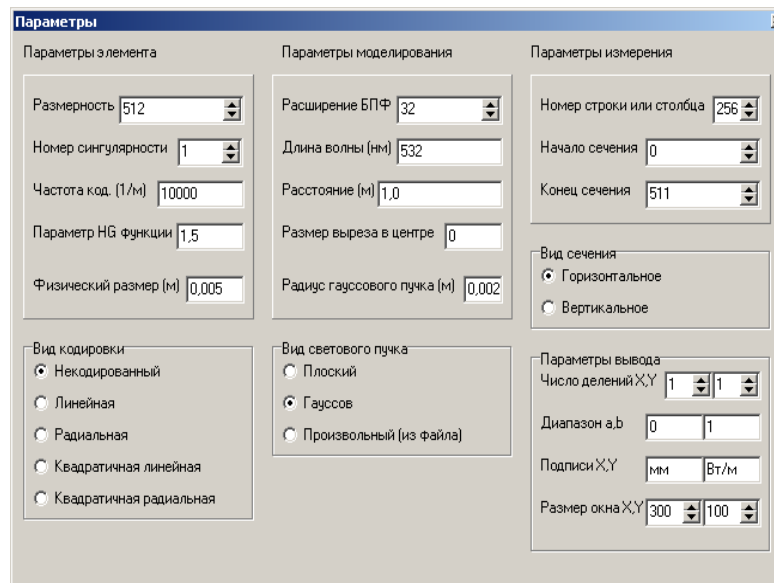 Параметры
Параметры элемента
Размерность 512
Номер сингулярности 1
Частота код. (1/м) 10000
Параметр HG функции 1,5
Физический размер (м) 0,005
Вид кодировки
Некодированный
Линейная
Радиальная
Квадратичная линейная
Квадратичная радиальная
Параметры моделирования
Расширение БПФ 32
Длина волны (нм) 532
Расстояние (м) 1,0
Размер выреза в центре 0
Радиус гауссового пучка (м) 0,002
Вид светового пучка
Плоский
Гауссов
Произвольный (из файла)
Параметры измерения
Номер строки или столбца 256
Начало сечения 0
Конец сечения 511
Вид сечения
Горизонтальное
Вертикальное
Параметры вывода
Число делений X,Y 1 1
Диапазон a,b 0 1
Подписи X,Y мм Вт/м
Размер окна X,Y 300 100